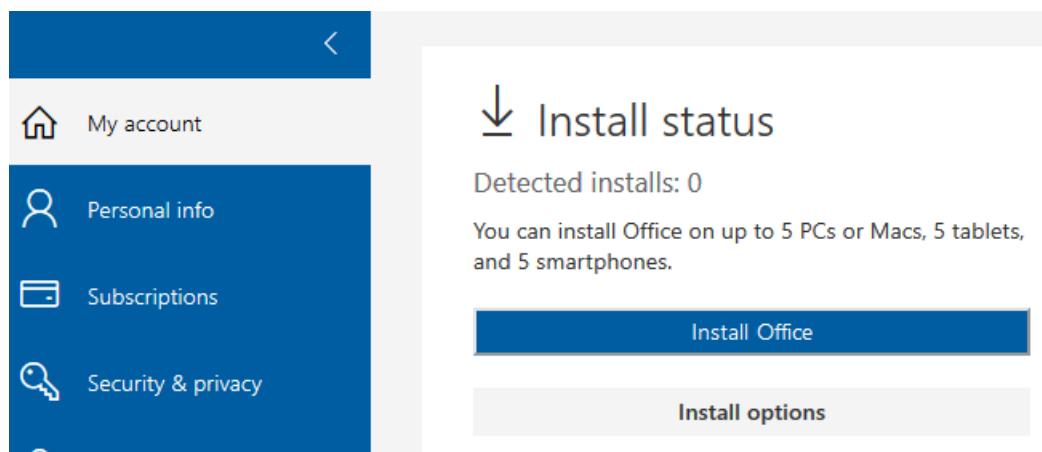 My account
Personal info
Subscriptions
Security & privacy
Install status
Detected installs: 0
You can install Office on up to 5 PCs or Macs, 5 tablets,
and 5 smartphones.
Install Office
Install options